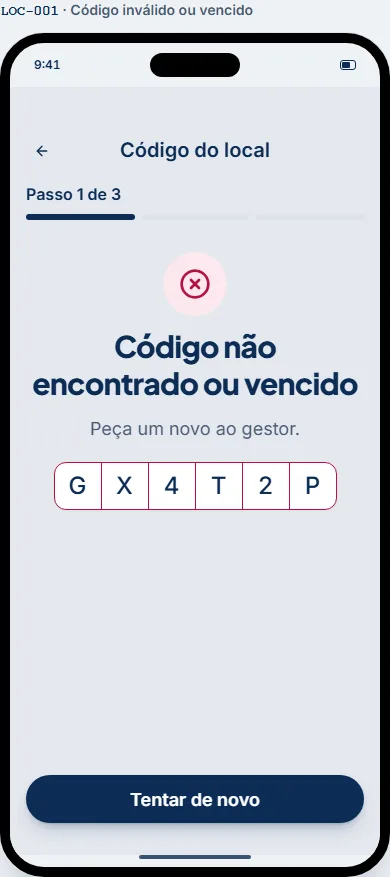 LOC-001 · Código inválido ou vencido
9:41
Código do local
Passo 1 de 3
Código não
encontrado ou vencido
Peça um novo ao gestor.
G X 4 T 2 P
Tentar de novo